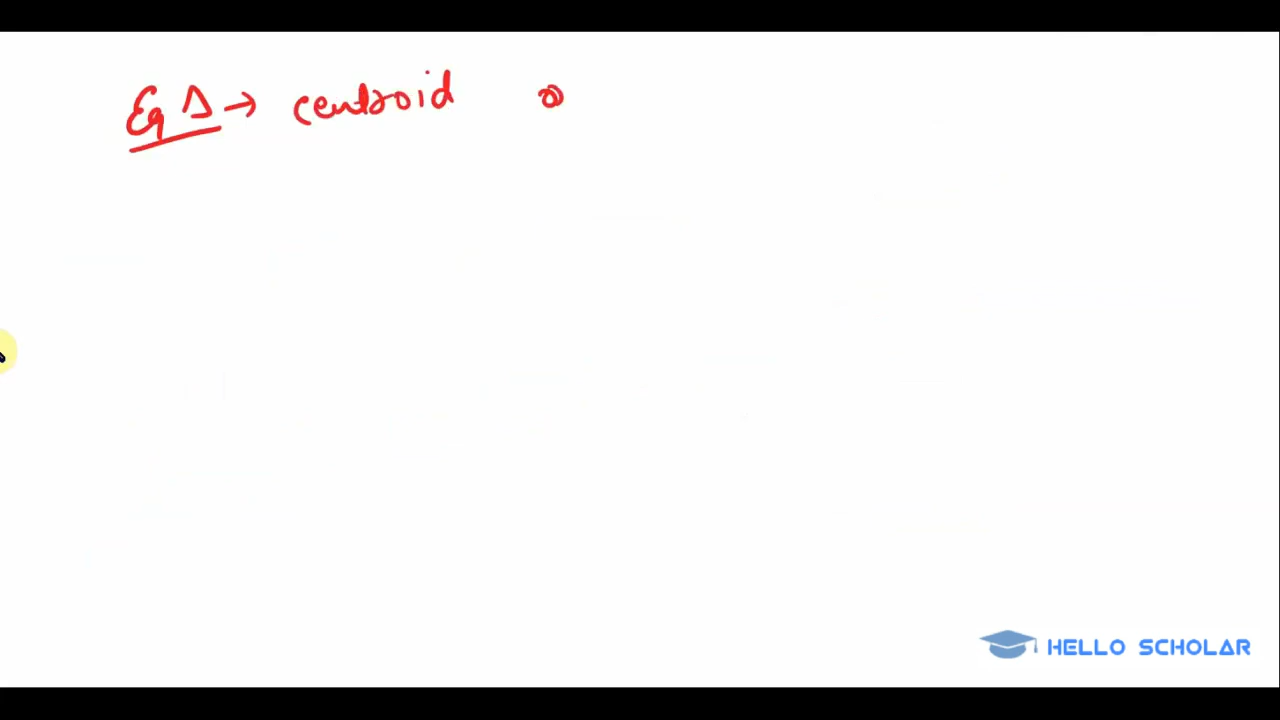 Eq Δ → centroid
HELLO SCHOLAR